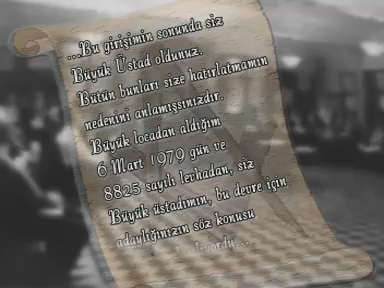 ...Bu girişimin sonunda siz
Büyük Üstad oldunuz.
Bütün bunları size hatırlatmamın
nedenini anlamışsınızdır.
Büyük locadan aldığım
6 Mart 1979 gün ve
8825 sayılı levhadan, siz
Büyük üstadımın, bu devre için
adaylığınızın söz konusu